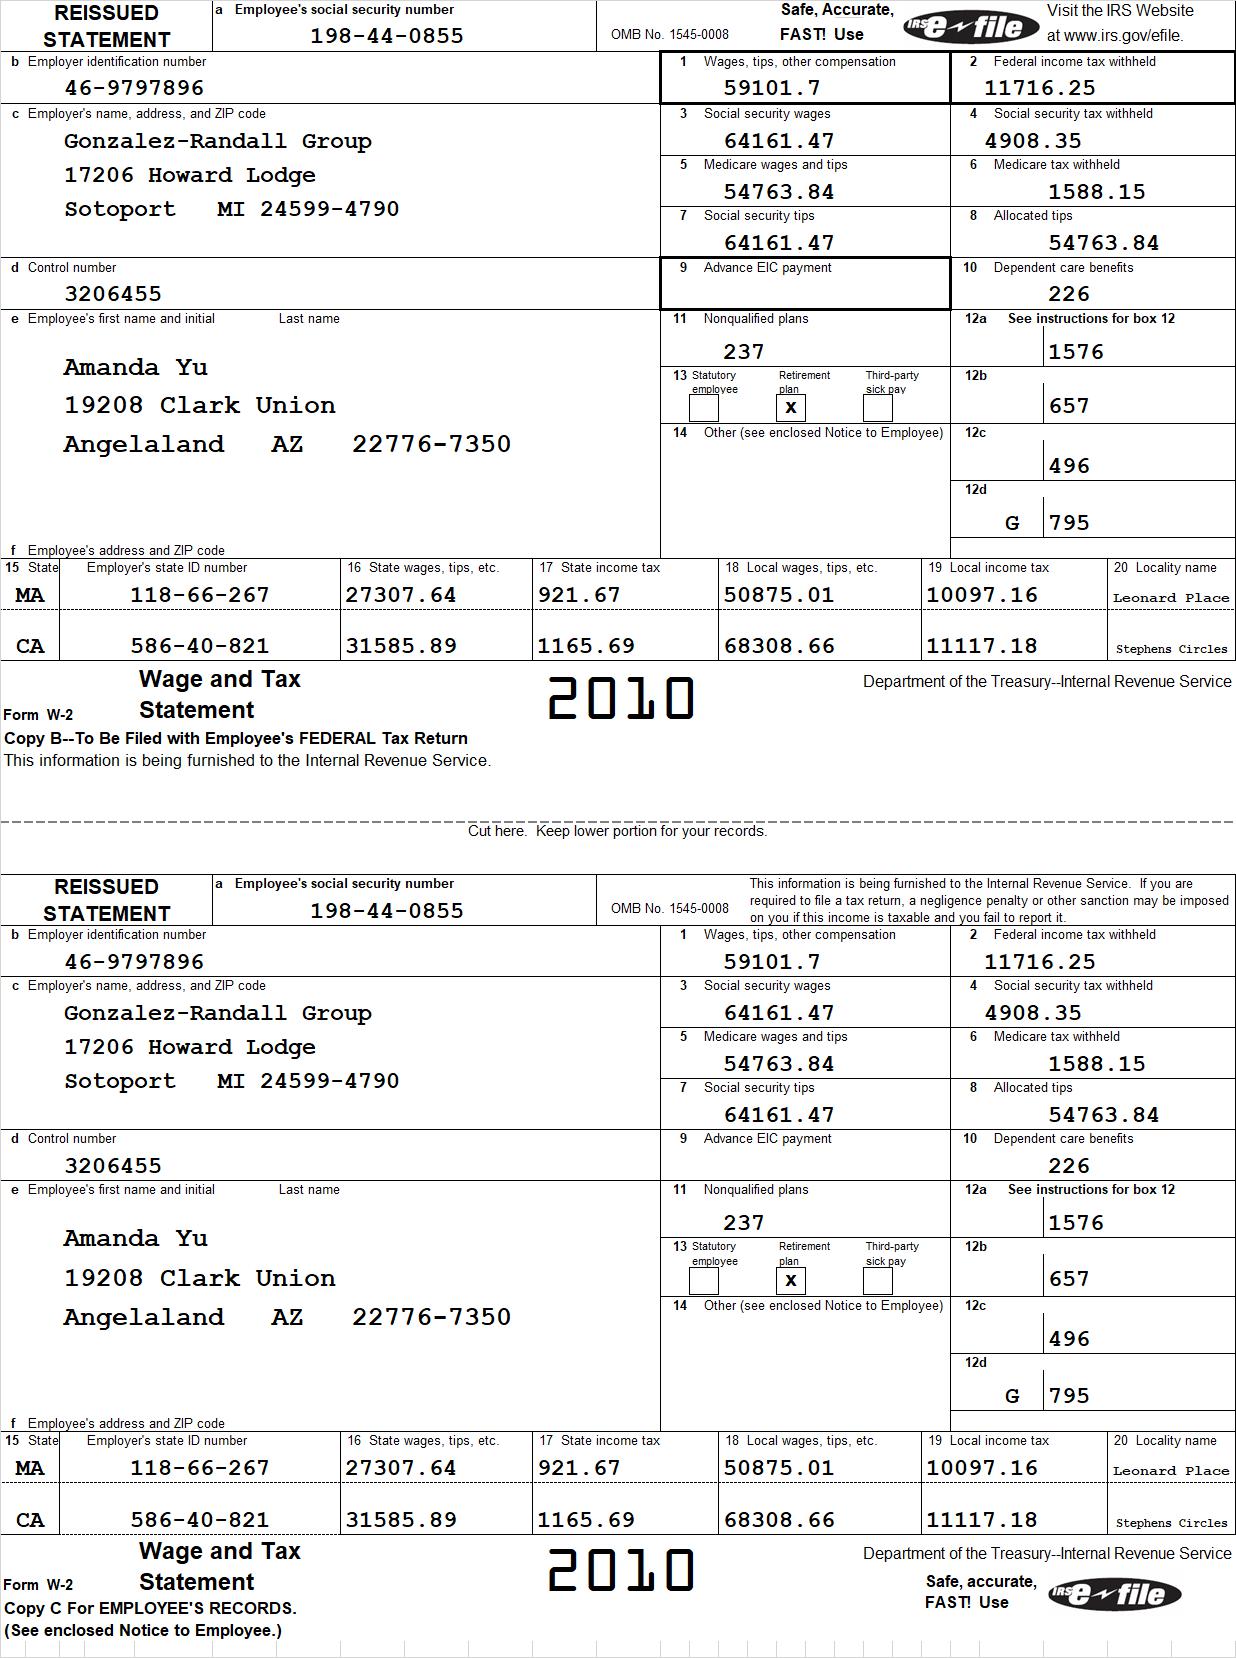 REISSUED STATEMENT
a Employee's social security number
198-44-0855
OMB No. 1545-0008
Safe, Accurate, FAST! Use
IRS e-file
Visit the IRS Website at www.irs.gov/efile.
b Employer identification number
46-9797896
1 Wages, tips, other compensation
59101.7
2 Federal income tax withheld
11716.25
c Employer's name, address, and ZIP code
Gonzalez-Randall Group
17206 Howard Lodge
Sotoport MI 24599-4790
3 Social security wages
64161.47
4 Social security tax withheld
4908.35
5 Medicare wages and tips
54763.84
6 Medicare tax withheld
1588.15
7 Social security tips
64161.47
8 Allocated tips
54763.84
d Control number
3206455
9 Advance EIC payment
10 Dependent care benefits
226
e Employee's first name and initial Last name
Amanda Yu
19208 Clark Union
Angelaland AZ 22776-7350
11 Nonqualified plans
237
12a See instructions for box 12
1576
13 Statutory employee
Retirement plan
X
Third-party sick pay
12b
657
14 Other (see enclosed Notice to Employee)
12c
496
12d
G 795
f Employee's address and ZIP code
15 State Employer's state ID number 16 State wages, tips, etc. 17 State income tax 18 Local wages, tips, etc. 19 Local income tax 20 Locality name
MA 118-66-267 27307.64 921.67 50875.01 10097.16 Leonard Place
CA 586-40-821 31585.89 1165.69 68308.66 11117.18 Stephens Circles
Form W-2
Wage and Tax Statement
2010
Department of the Treasury--Internal Revenue Service
Copy B--To Be Filed with Employee's FEDERAL Tax Return
This information is being furnished to the Internal Revenue Service.
Cut here. Keep lower portion for your records.
REISSUED STATEMENT
a Employee's social security number
198-44-0855
OMB No. 1545-0008
This information is being furnished to the Internal Revenue Service. If you are
required to file a tax return, a negligence penalty or other sanction may be imposed
on you if this income is taxable and you fail to report it.
b Employer identification number
46-9797896
1 Wages, tips, other compensation
59101.7
2 Federal income tax withheld
11716.25
c Employer's name, address, and ZIP code
Gonzalez-Randall Group
17206 Howard Lodge
Sotoport MI 24599-4790
3 Social security wages
64161.47
4 Social security tax withheld
4908.35
5 Medicare wages and tips
54763.84
6 Medicare tax withheld
1588.15
7 Social security tips
64161.47
8 Allocated tips
54763.84
d Control number
3206455
9 Advance EIC payment
10 Dependent care benefits
226
e Employee's first name and initial Last name
Amanda Yu
19208 Clark Union
Angelaland AZ 22776-7350
11 Nonqualified plans
237
12a See instructions for box 12
1576
13 Statutory employee
Retirement plan
X
Third-party sick pay
12b
657
14 Other (see enclosed Notice to Employee)
12c
496
12d
G 795
f Employee's address and ZIP code
15 State Employer's state ID number 16 State wages, tips, etc. 17 State income tax 18 Local wages, tips, etc. 19 Local income tax 20 Locality name
MA 118-66-267 27307.64 921.67 50875.01 10097.16 Leonard Place
CA 586-40-821 31585.89 1165.69 68308.66 11117.18 Stephens Circles
Form W-2
Wage and Tax Statement
2010
Department of the Treasury--Internal Revenue Service
Safe, accurate, FAST! Use
IRS e-file
Copy C For EMPLOYEE'S RECORDS.
(See enclosed Notice to Employee.)